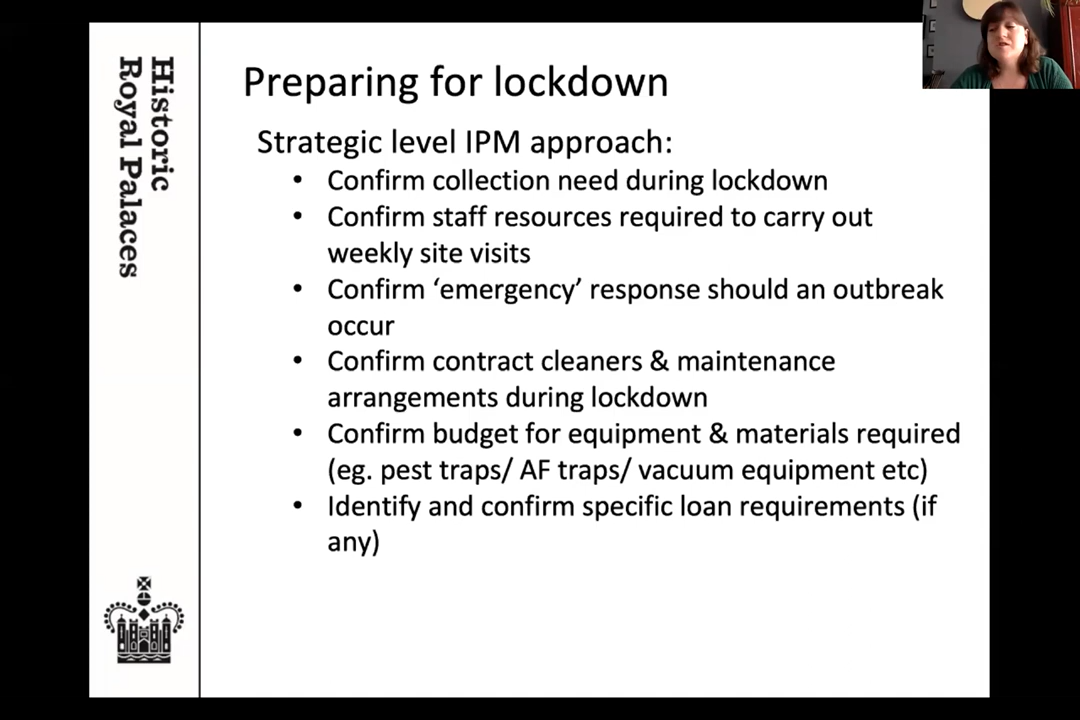 Historic
Royal Palaces
Preparing for lockdown
Strategic level IPM approach:
• Confirm collection need during lockdown
• Confirm staff resources required to carry out
weekly site visits
• Confirm ‘emergency’ response should an outbreak
occur
• Confirm contract cleaners & maintenance
arrangements during lockdown
• Confirm budget for equipment & materials required
(eg. pest traps/ AF traps/ vacuum equipment etc)
• Identify and confirm specific loan requirements (if
any)